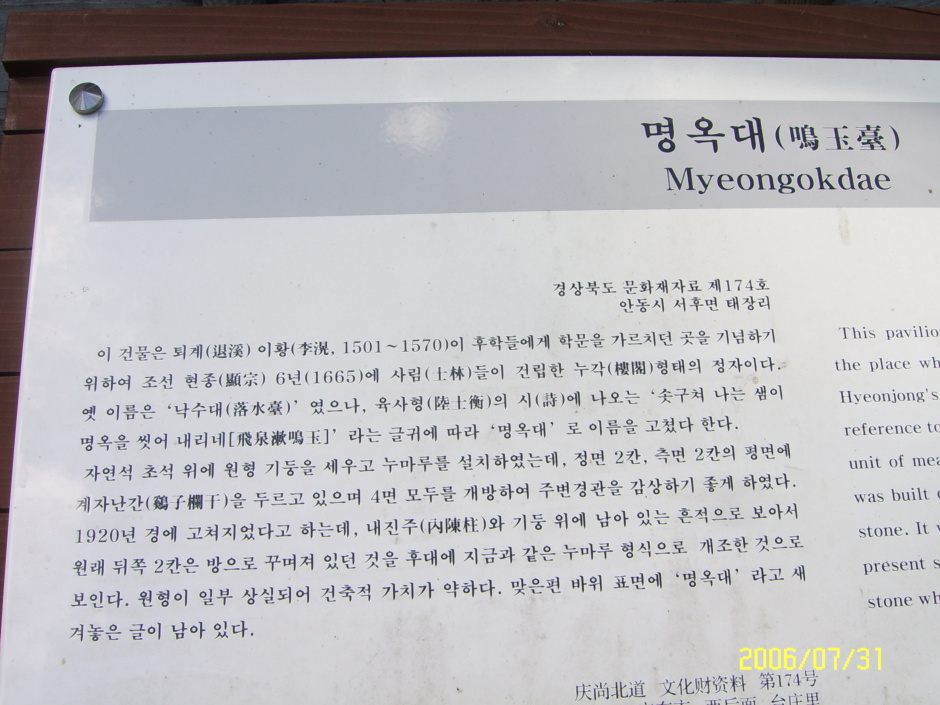 명옥대(鳴玉臺)
Myeongokdae
경상북도 문화재자료 제174호
안동시 서후면 태장리
이 건물은 퇴계(退溪) 이황(李滉, 1501~1570)이 후학들에게 학문을 가르치던 곳을 기념하기
위하여 조선 현종(顯宗) 6년(1665)에 사림(士林)들이 건립한 누각(樓閣)형태의 정자이다.
옛 이름은 ‘낙수대(落水臺)’ 였으나, 육사형(陸士衡)의 시(詩)에 나오는 ‘솟구쳐 나는 샘이
명옥을 씻어 내리네[飛泉漱鳴玉]’ 라는 글귀에 따라 ‘명옥대’ 로 이름을 고쳤다 한다.
자연석 초석 위에 원형 기둥을 세우고 누마루를 설치하였는데, 정면 2칸, 측면 2칸의 평면에
계자난간(鷄子欄干)을 두르고 있으며 4면 모두를 개방하여 주변경관을 감상하기 좋게 하였다.
1920년 경에 고쳐지었다고 하는데, 내진주(內陳柱)와 기둥 위에 남아 있는 흔적으로 보아서
원래 뒤쪽 2칸은 방으로 꾸며져 있던 것을 후대에 지금과 같은 누마루 형식으로 개조한 것으로
보인다. 원형이 일부 상실되어 건축적 가치가 약하다. 맞은편 바위 표면에 ‘명옥대’ 라고 새
겨놓은 글이 남아 있다.
This pavilio
the place wh
Hyeonjong's
reference to
unit of mea
was built
stone. It
present s
stone wh
庆尚北道 文化财资料 第174号
西后面 台庄里
2006/07/31